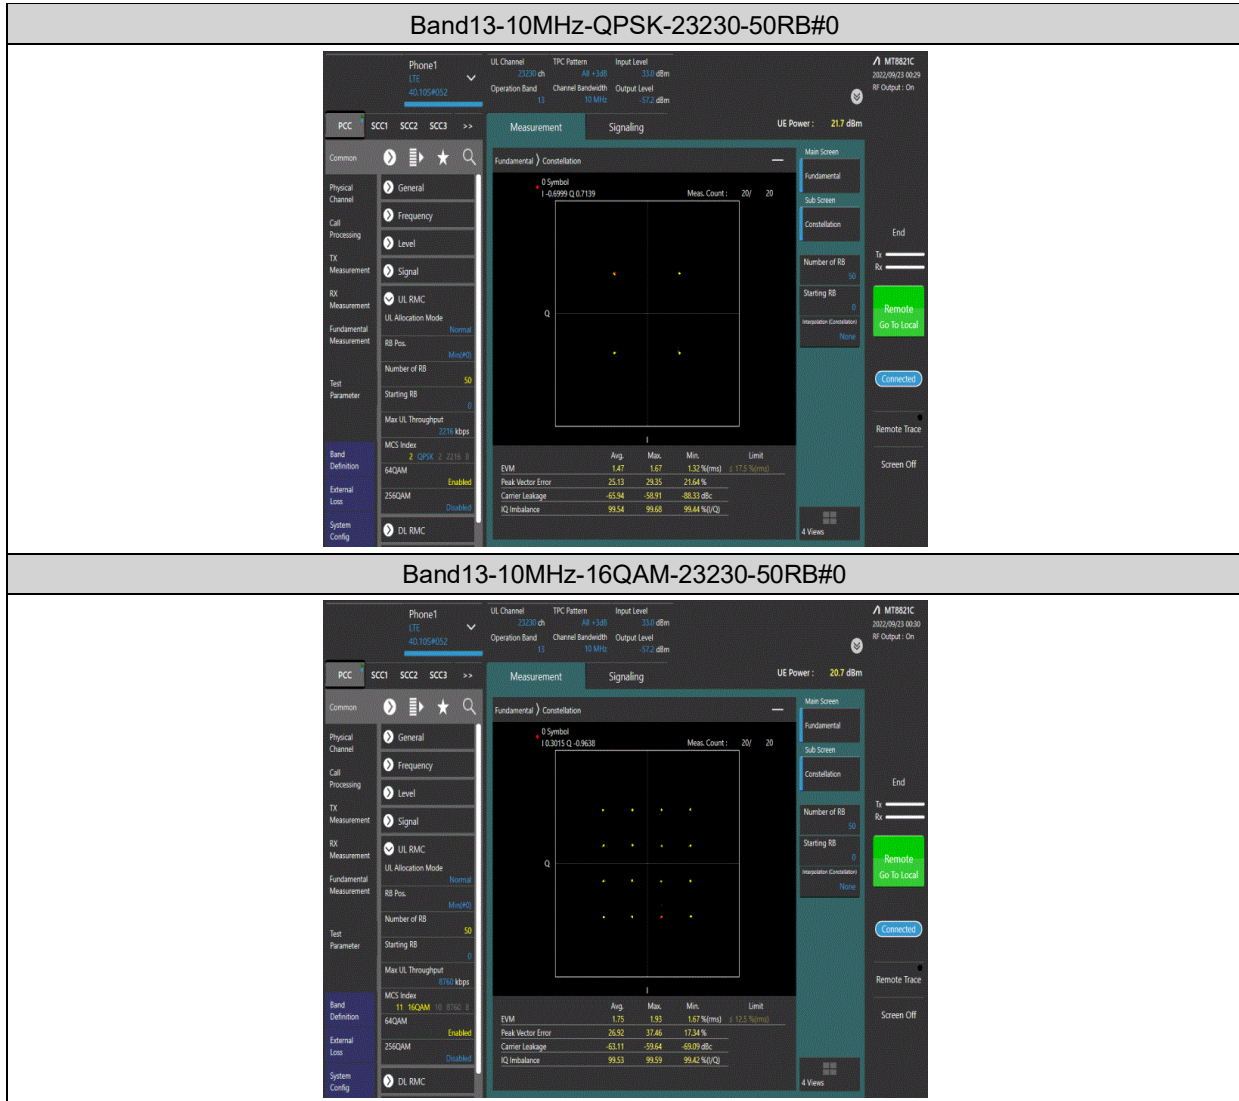 Band13-10MHz-QPSK-23230-50RB#0
Phone1
LTE
40.10S#052
UL Channel TPC Pattern Input Level
23230 ch All +3dB 33.0 dBm
Operation Band Channel Bandwidth Output Level
13 10 MHz -57.2 dBm
MT8821C
2022/09/23 00:29
RF Output : On
PCC SCC1 SCC2 SCC3 >>
Measurement Signaling
UE Power : 21.7 dBm
Common
Physical Channel
Call Processing
TX Measurement
RX Measurement
Fundamental Measurement
Test Parameter
Band Definition
External Loss
System Config
General
Frequency
Level
Signal
UL RMC
UL Allocation Mode
Normal
RB Pos.
Min(#0)
Number of RB
50
Starting RB
0
Max UL Throughput
2216 kbps
MCS Index
2 QPSK 2 2216 8
64QAM
Enabled
256QAM
Disabled
DL RMC
Fundamental Constellation
0 Symbol
I -0.6999 Q 0.7139
Meas. Count : 20/ 20
Q
I
Avg. Max. Min. Limit
EVM 1.47 1.67 1.32 %(rms) ≤ 17.5 %(rms)
Peak Vector Error 25.13 29.35 21.64 %
Carrier Leakage -65.94 -58.91 -88.33 dBc
IQ Imbalance 99.54 99.68 99.44 %(I/Q)
Main Screen
Fundamental
Sub Screen
Constellation
Number of RB
50
Starting RB
0
Interpolation (Constellation)
None
4 Views
End
Tx
Rx
Remote
Go To Local
Connected
Remote Trace
Screen Off
Band13-10MHz-16QAM-23230-50RB#0
Phone1
LTE
40.10S#052
UL Channel TPC Pattern Input Level
23230 ch All +3dB 33.0 dBm
Operation Band Channel Bandwidth Output Level
13 10 MHz -57.2 dBm
MT8821C
2022/09/23 00:30
RF Output : On
PCC SCC1 SCC2 SCC3 >>
Measurement Signaling
UE Power : 20.7 dBm
Common
Physical Channel
Call Processing
TX Measurement
RX Measurement
Fundamental Measurement
Test Parameter
Band Definition
External Loss
System Config
General
Frequency
Level
Signal
UL RMC
UL Allocation Mode
Normal
RB Pos.
Min(#0)
Number of RB
50
Starting RB
0
Max UL Throughput
8760 kbps
MCS Index
11 16QAM 10 8760 8
64QAM
Enabled
256QAM
Disabled
DL RMC
Fundamental Constellation
0 Symbol
I 0.3015 Q -0.9638
Meas. Count : 20/ 20
Q
I
Avg. Max. Min. Limit
EVM 1.75 1.93 1.67 %(rms) ≤ 12.5 %(rms)
Peak Vector Error 26.92 37.46 17.34 %
Carrier Leakage -63.11 -59.64 -69.09 dBc
IQ Imbalance 99.53 99.59 99.42 %(I/Q)
Main Screen
Fundamental
Sub Screen
Constellation
Number of RB
50
Starting RB
0
Interpolation (Constellation)
None
4 Views
End
Tx
Rx
Remote
Go To Local
Connected
Remote Trace
Screen Off